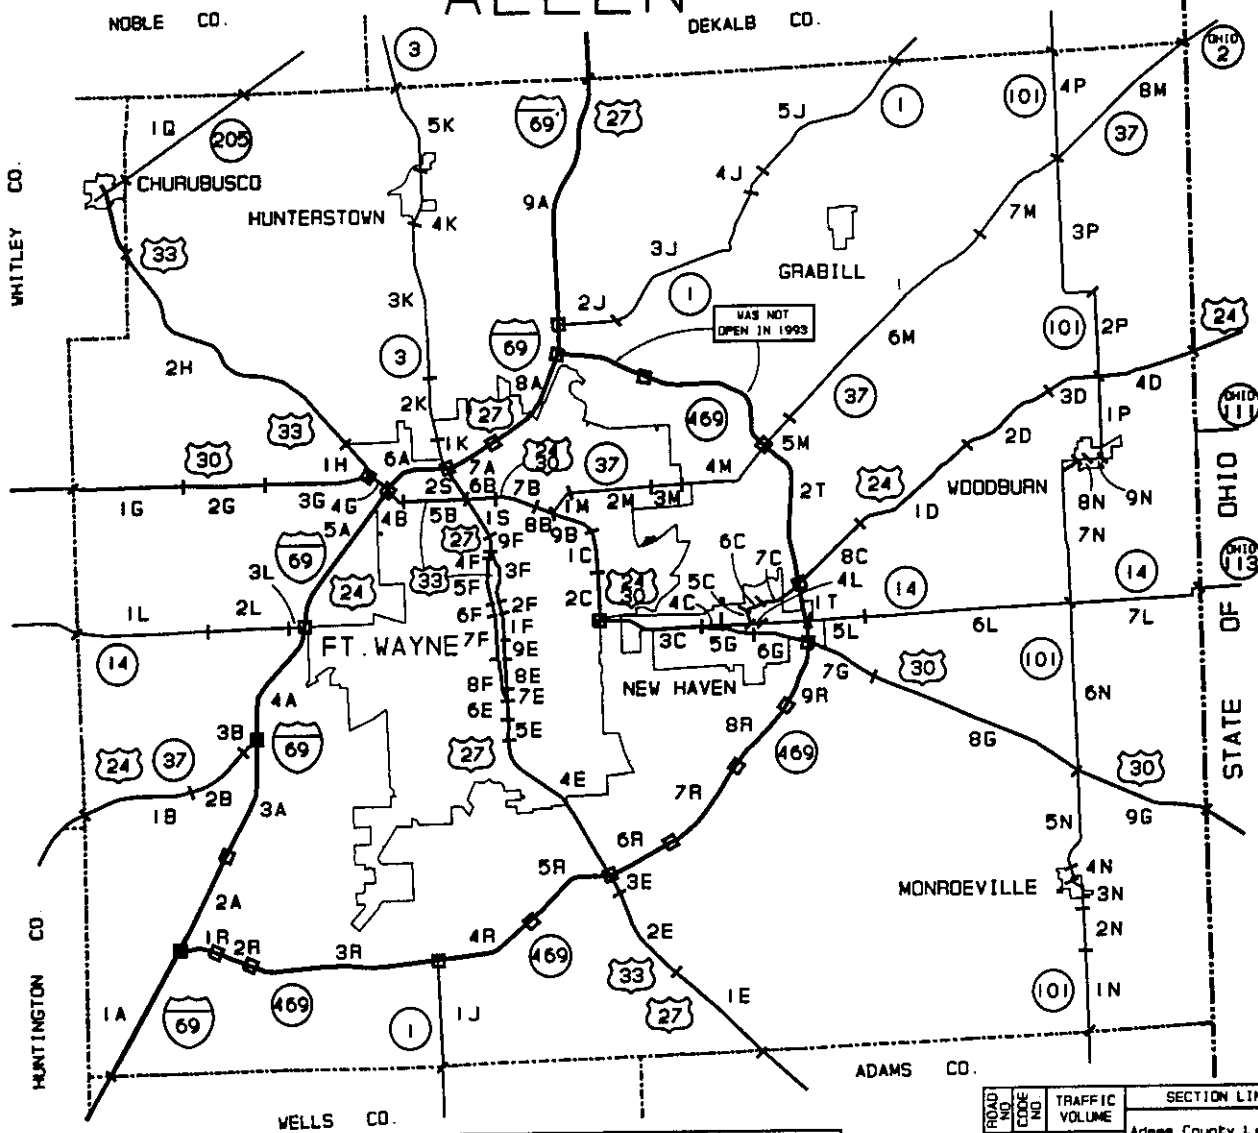 ALLEN
NOBLE CO.
DEKALB CO.
3
OHIO
2
101
4P
8M
5J
1
1Q
205
5K
69
27
37
CHURUBUSCO
4J
HUNTERSTOWN
4K
9A
7M
WHITLEY CO.
33
3J
GRABILL
3P
3K
2J
1
WAS NOT
OPEN IN 1993
101
2P
24
3
69
6M
2H
8A
37
3D
4D
2K
27
469
1P
OHIO
111
33
1K
5M
2D
30
1H
6A
7A
24
30
37
4M
24
WOODBURN
1G
2G
3G
4G
2S
6B
7B
1M
2M
3M
2T
8N
9N
5A
4B
5B
1S
8B
9B
1D
7N
69
27
9F
1C
6C
7C
8C
OHIO
113
3L
24
33
4F
3F
5F
24
30
5C
4L
14
14
1L
2L
6F
2F
2C
4C
1T
14
FT. WAYNE
7F
1F
9E
3C
5G
6G
5L
6L
7L
NEW HAVEN
7G
30
101
8F
8E
7E
9R
6N
4A
6E
8R
3B
5E
469
8G
24
37
69
27
30
2B
4E
7R
1B
3A
9G
6R
5N
5R
4N
2A
3E
MONROEVILLE
3N
1R
2R
3R
4R
2E
2N
469
469
33
1A
69
1
1J
27
1E
101
1N
HUNTINGTON CO.
STATE OF OHIO
ADAMS CO.
WELLS CO.
ROAD NO
CODE NO
TRAFFIC
VOLUME
SECTION LIM
Adams County L